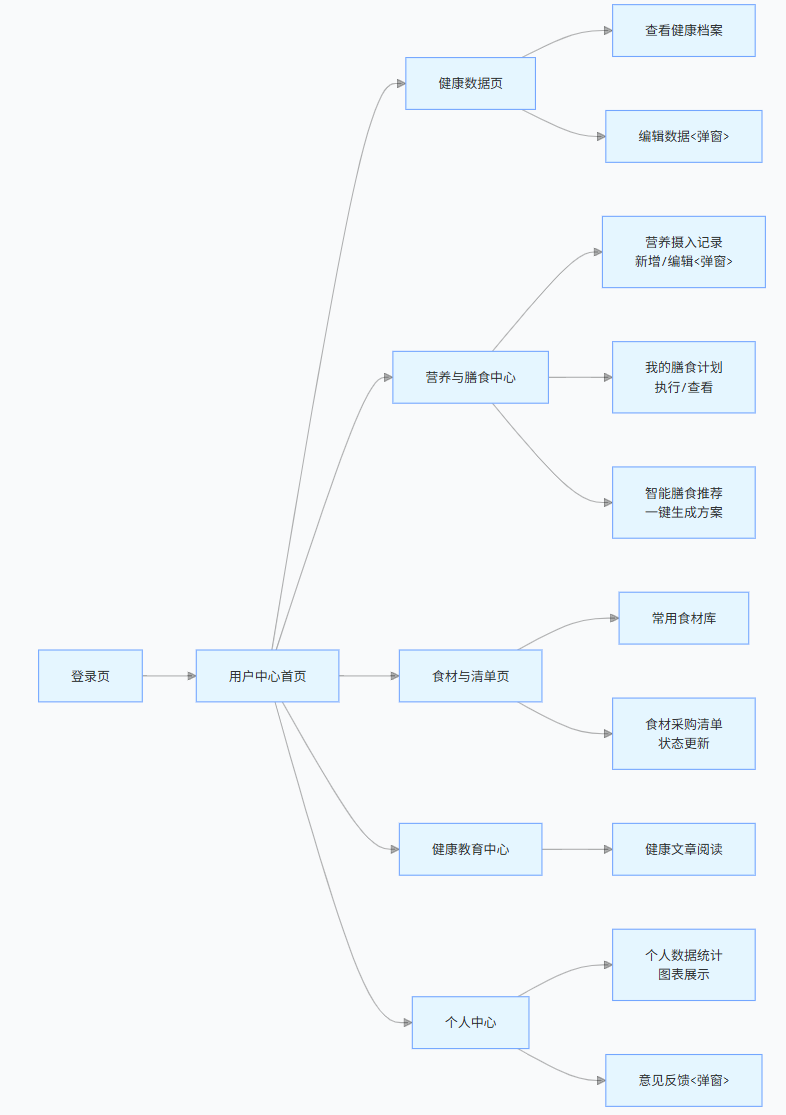 登录页
用户中心首页
健康数据页
查看健康档案
编辑数据<弹窗>
营养与膳食中心
营养摄入记录
新增/编辑<弹窗>
我的膳食计划
执行/查看
智能膳食推荐
一键生成方案
食材与清单页
常用食材库
食材采购清单
状态更新
健康教育中心
健康文章阅读
个人中心
个人数据统计
图表展示
意见反馈<弹窗>